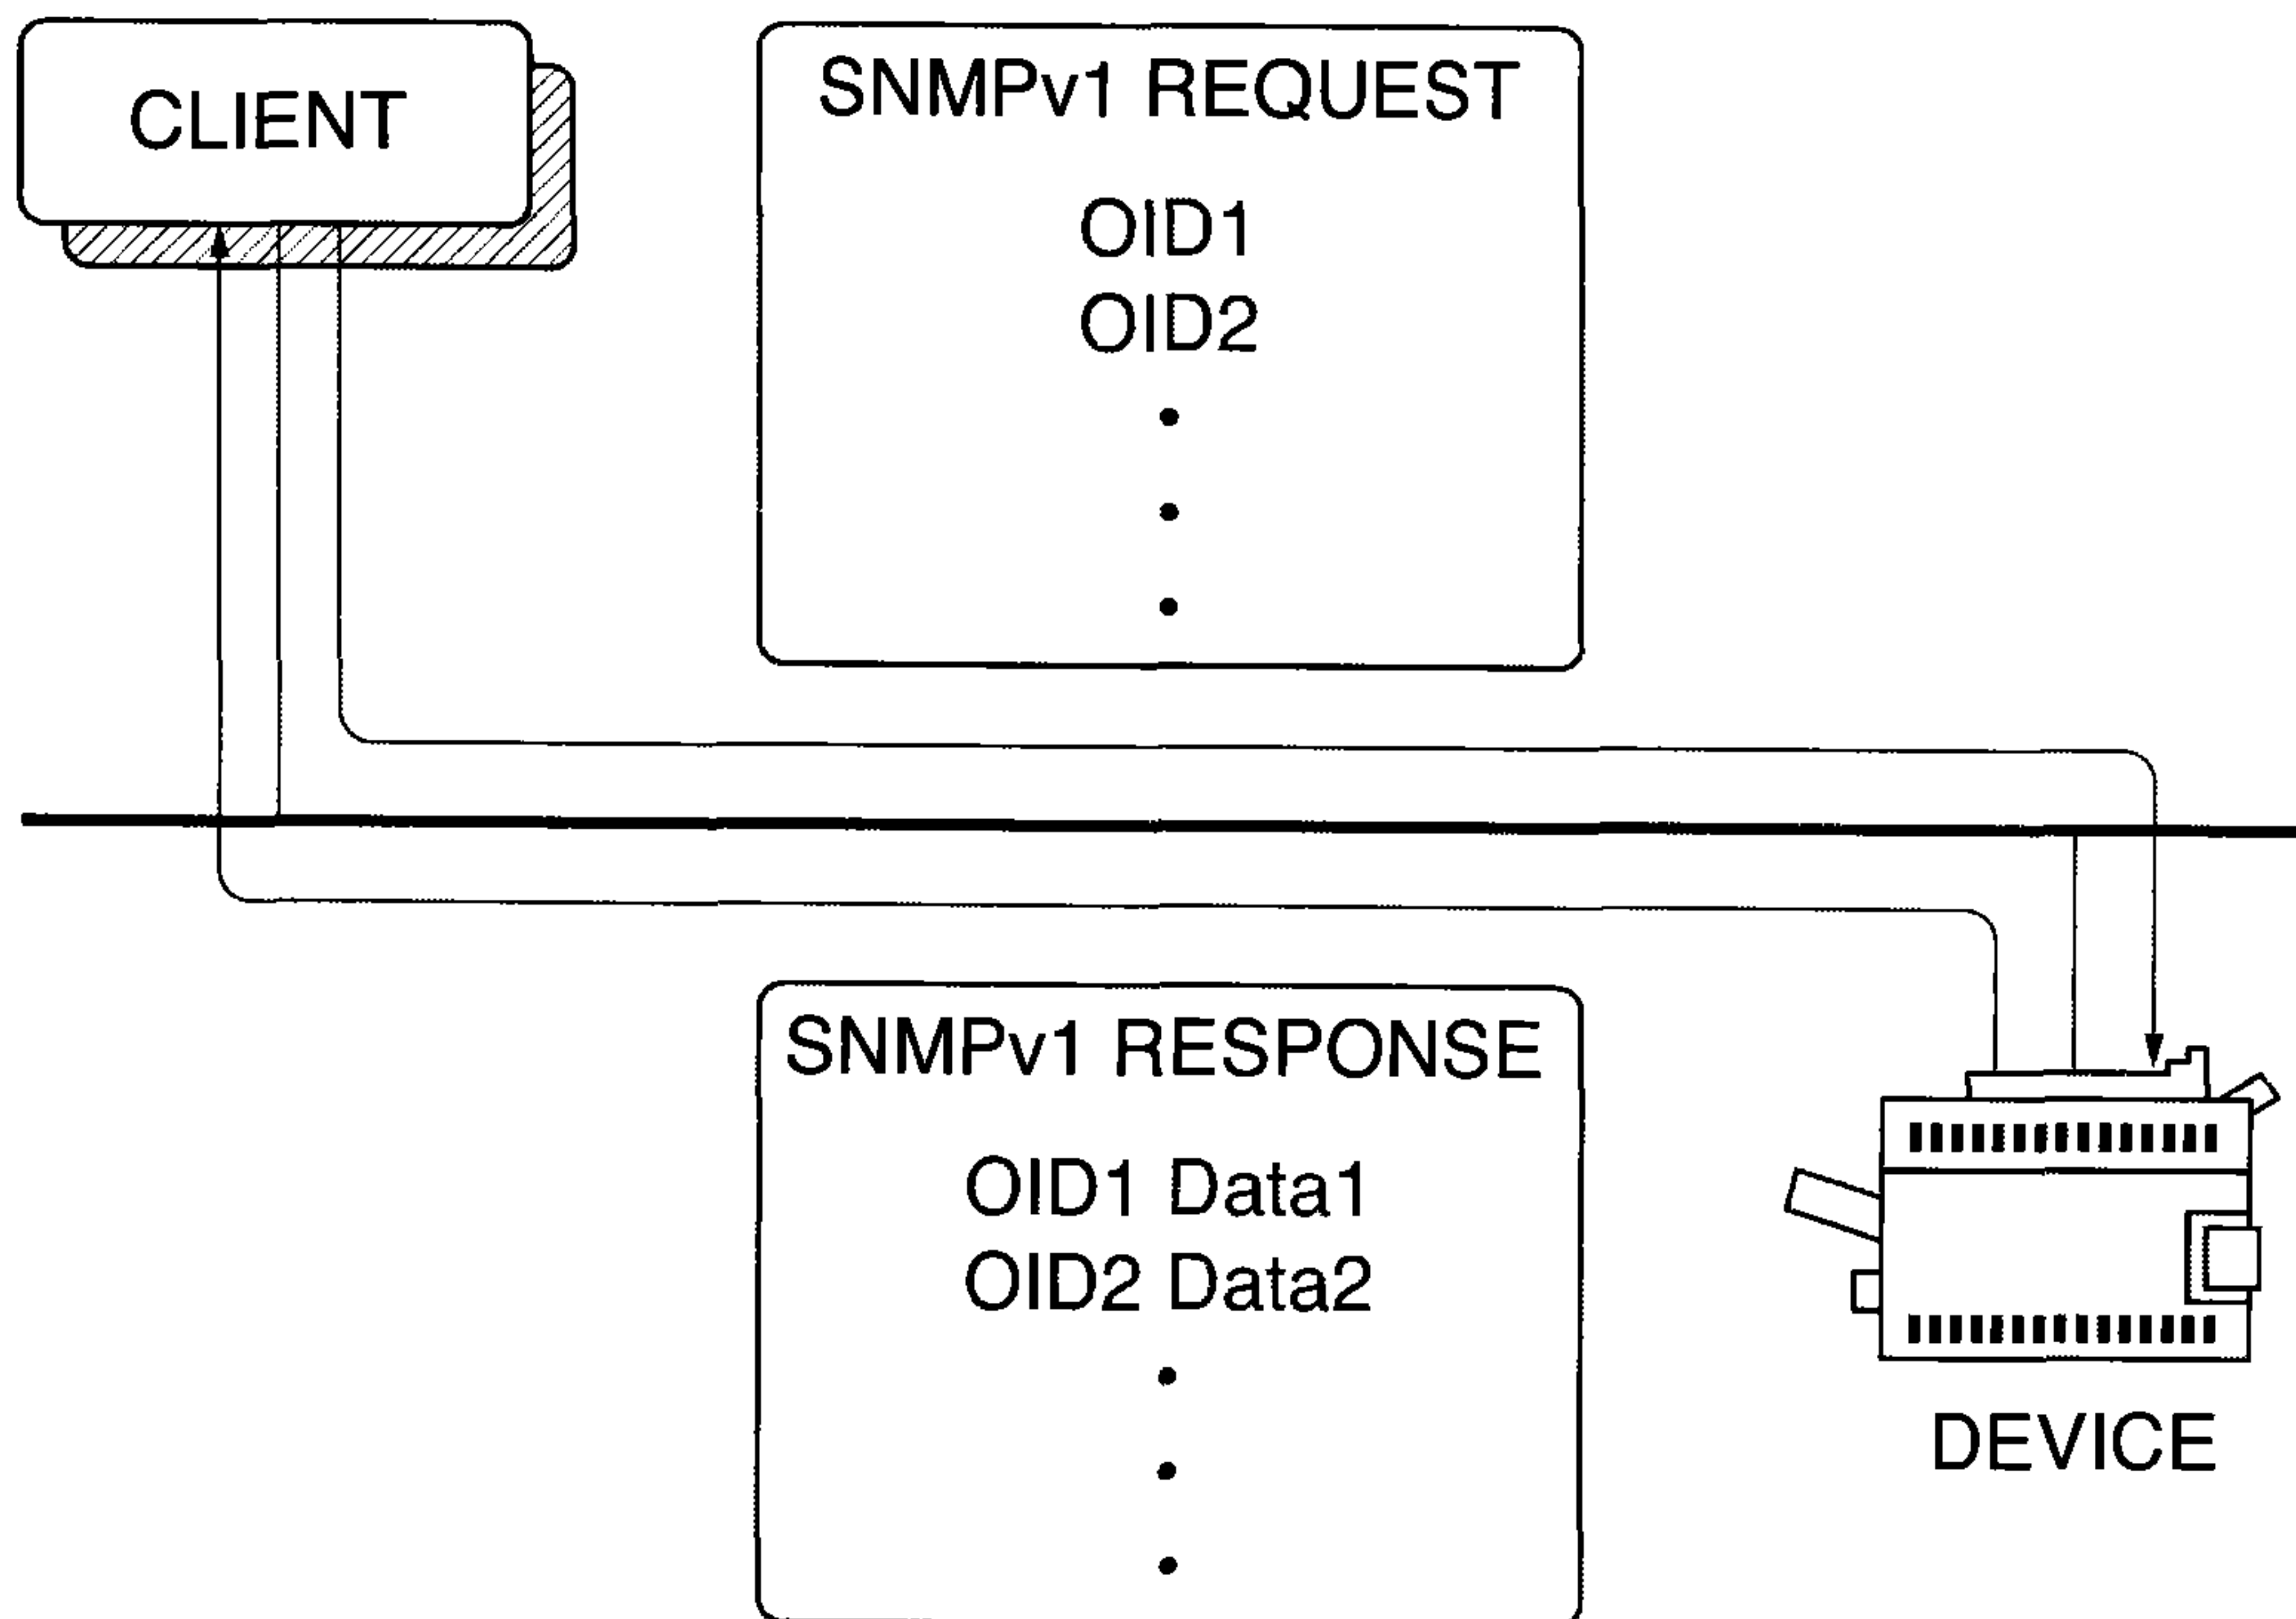 CLIENT
SNMPv1 REQUEST
OID1
OID2
SNMPv1 RESPONSE
OID1 Data1
OID2 Data2
DEVICE